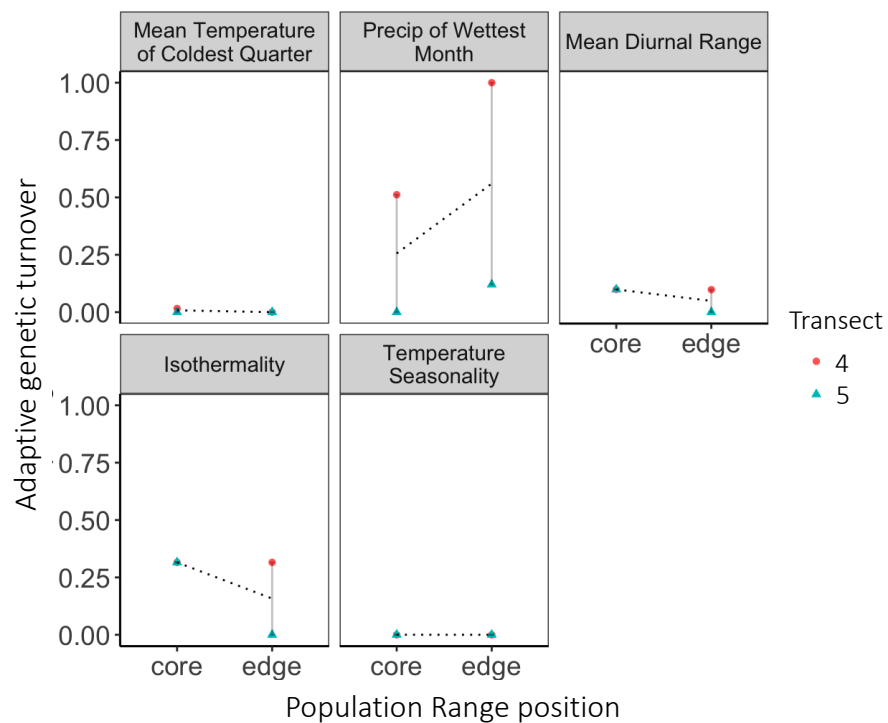 Mean Temperature
of Coldest Quarter
Precip of Wettest
Month
Mean Diurnal Range
1.00
0.75
0.50
0.25
0.00
core
edge
Isothermality
Temperature
Seasonality
1.00
0.75
0.50
0.25
0.00
core
edge
core
edge
Adaptive genetic turnover
Population Range position
Transect
4
5